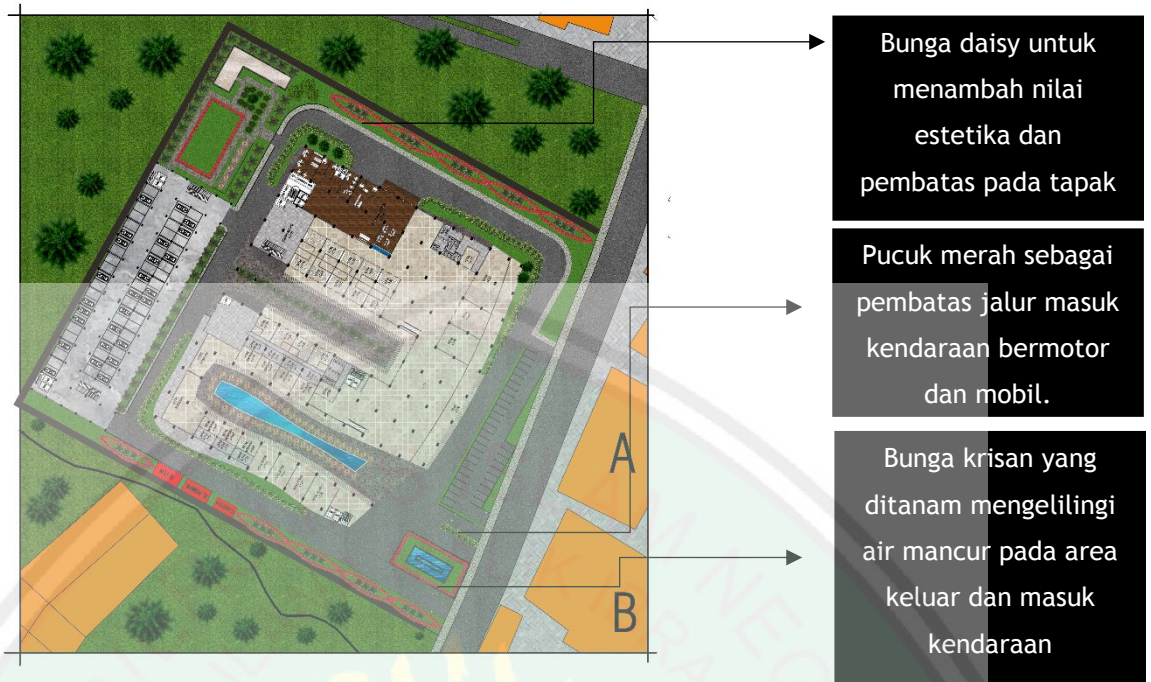 Bunga daisy untuk
menambah nilai
estetika dan
pembatas pada tapak
Pucuk merah sebagai
pembatas jalur masuk
kendaraan bermotor
dan mobil.
A
Bunga krisan yang
ditanam mengelilingi
air mancur pada area
keluar dan masuk
kendaraan
B